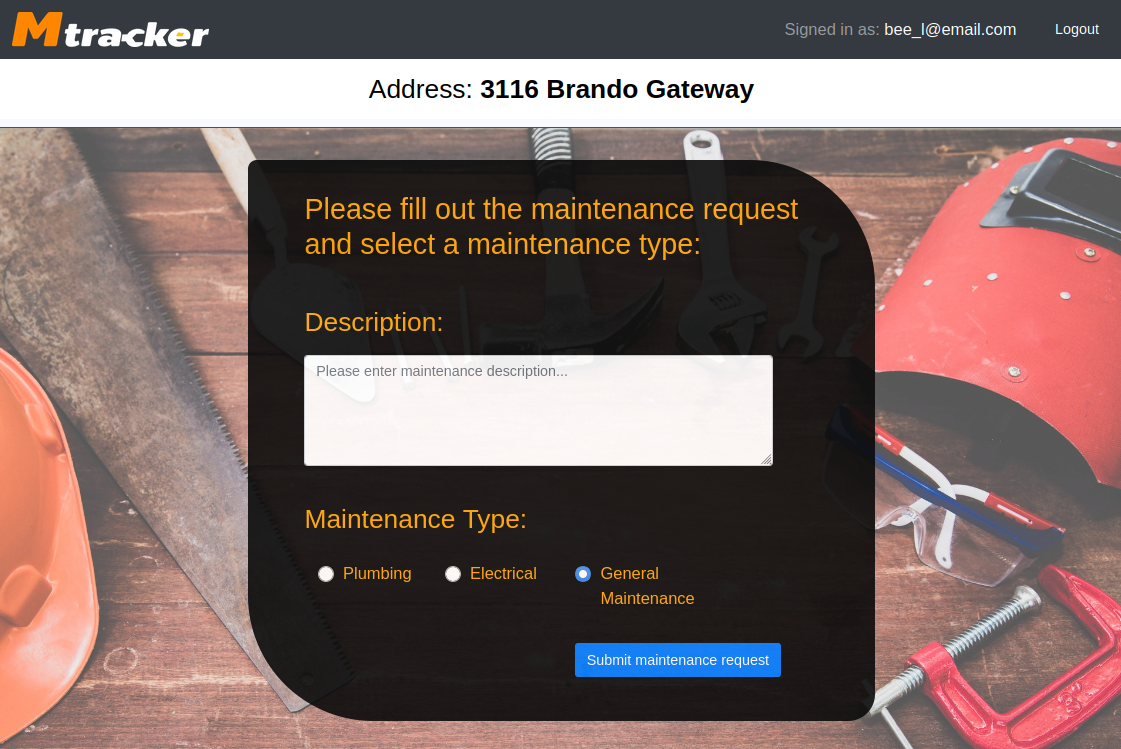 Mtracker
Signed in as: bee_l@email.com
Logout
Address: 3116 Brando Gateway
Please fill out the maintenance request
and select a maintenance type:
Description:
Please enter maintenance description...
Maintenance Type:
Plumbing
Electrical
General
Maintenance
Submit maintenance request